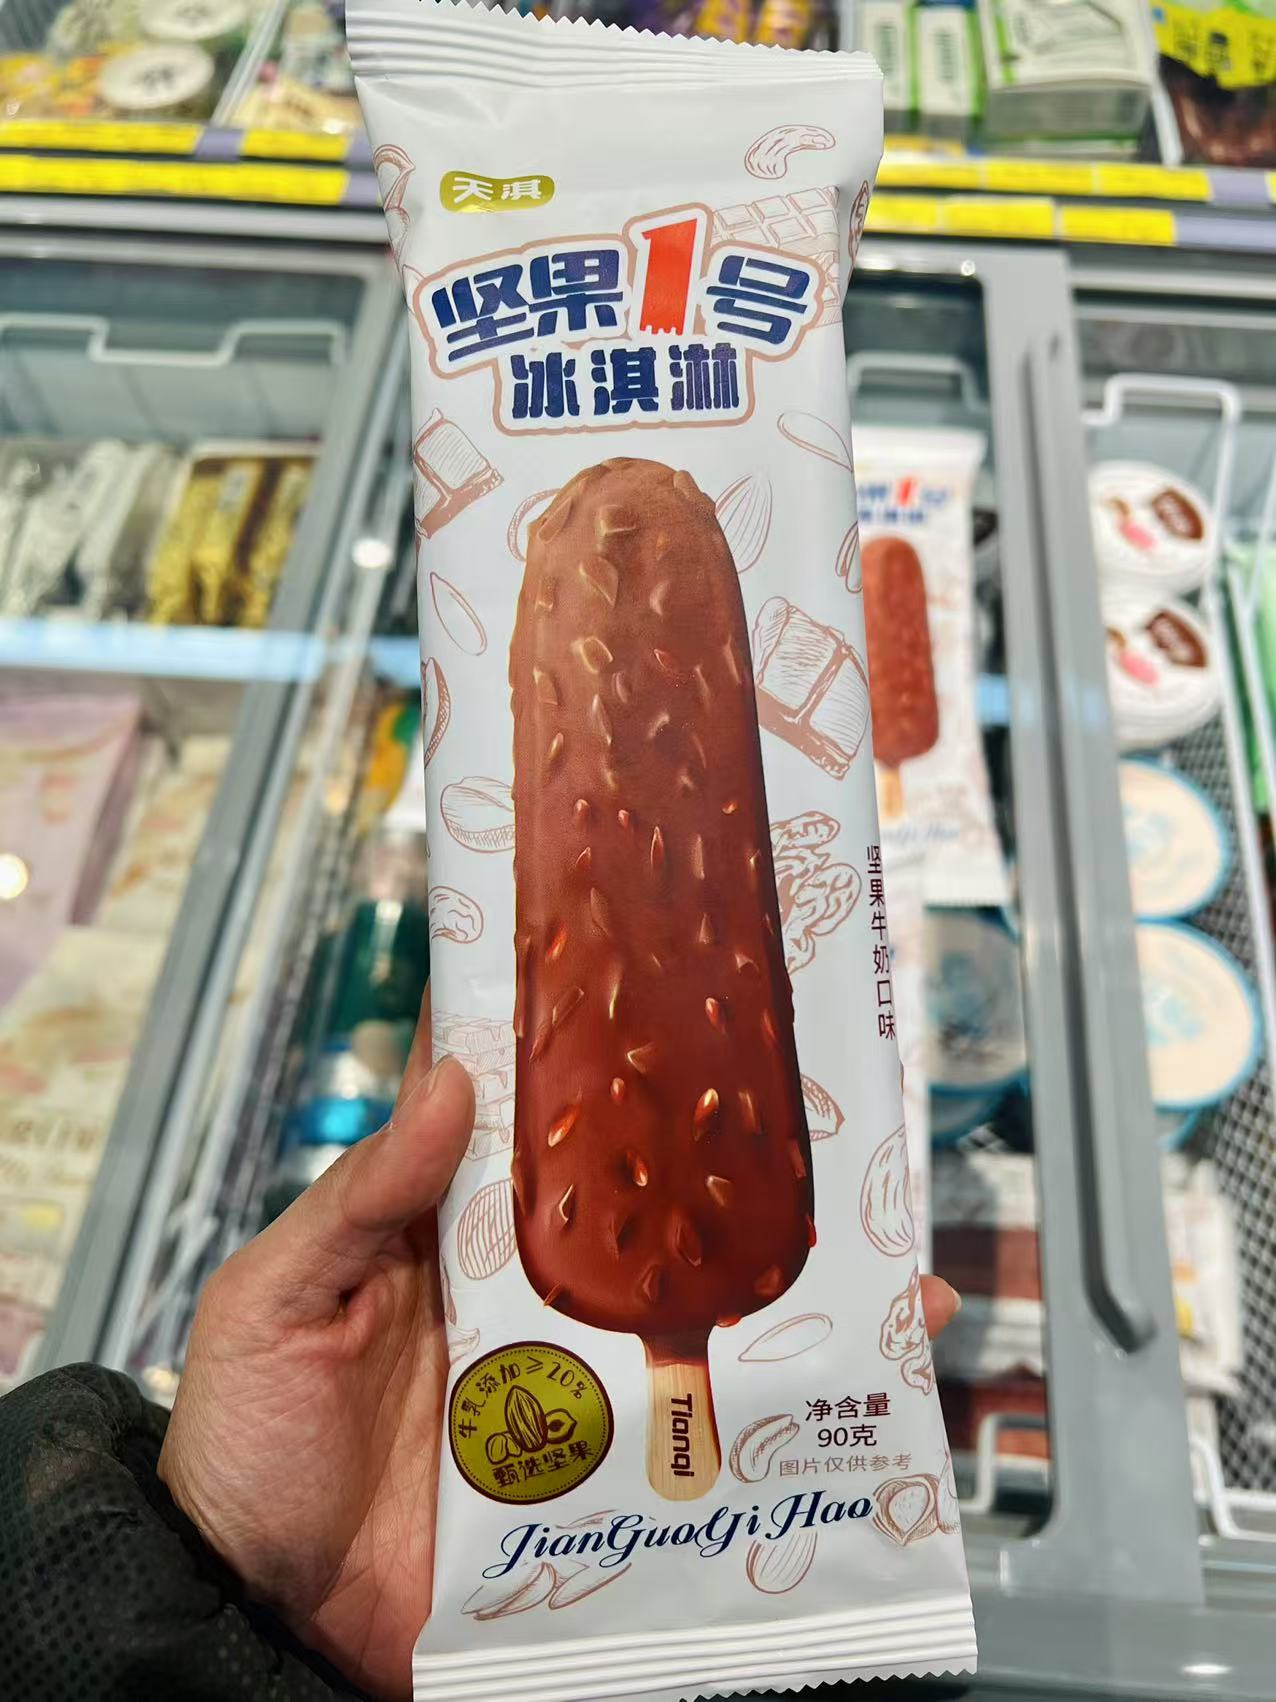 天淇
坚果1号
冰淇淋
坚果牛奶口味
牛乳添加≥20%
甄选坚果
Tianqi
净含量
90克
图片仅供参考
JianGuoYi Hao